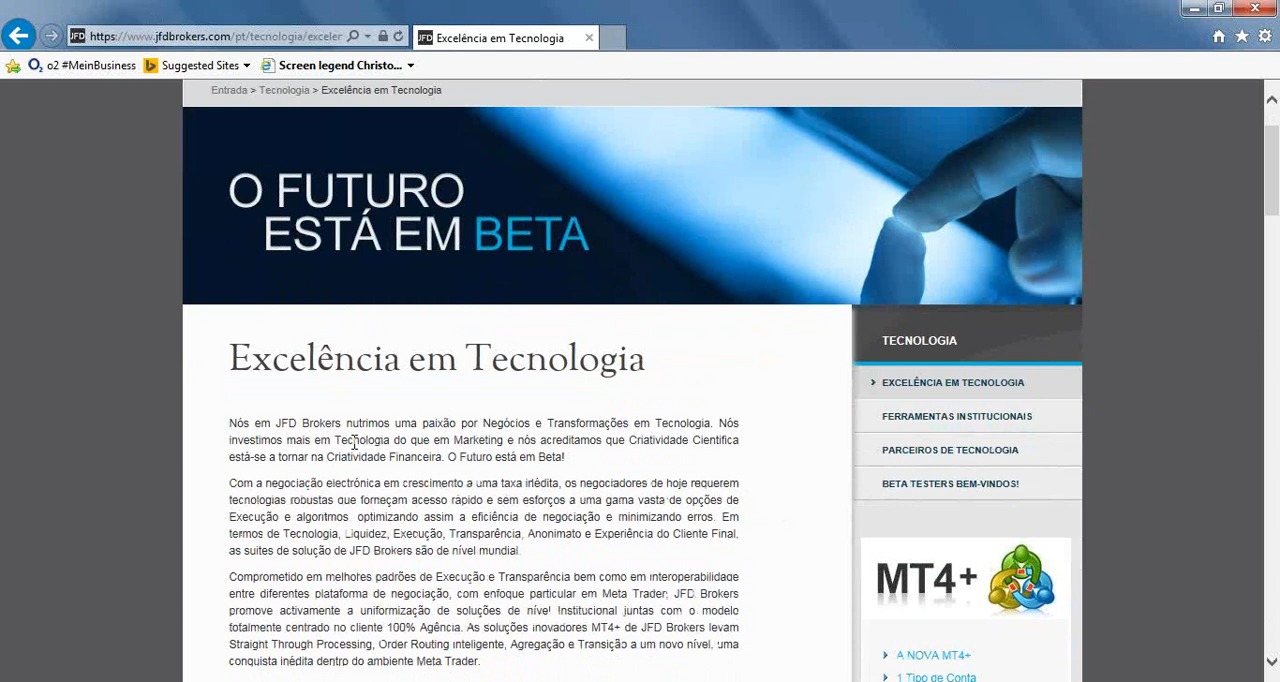 JFD https://www.jfdbrokers.com/pt/tecnologia/exceler
JFD Excelência em Tecnologia
o2 #MeinBusiness Suggested Sites Screen legend Christo...
Entrada > Tecnologia > Excelência em Tecnologia
O FUTURO
ESTÁ EM BETA
Excelência em Tecnologia
Nós em JFD Brokers nutrimos uma paixão por Negócios e Transformações em Tecnologia. Nós
investimos mais em Tecnologia do que em Marketing e nós acreditamos que Criatividade Científica
está-se a tornar na Criatividade Financeira. O Futuro está em Beta!
Com a negociação electrónica em crescimento a uma taxa inédita, os negociadores de hoje requerem
tecnologias robustas que forneçam acesso rápido e sem esforços a uma gama vasta de opções de
Execução e algoritmos, optimizando assim a eficiência de negociação e minimizando erros. Em
termos de Tecnologia, Liquidez, Execução, Transparência, Anonimato e Experiência do Cliente Final,
as suites de solução de JFD Brokers são de nível mundial.
Comprometido em melhores padrões de Execução e Transparência bem como em interoperabilidade
entre diferentes plataforma de negociação, com enfoque particular em Meta Trader; JFD Brokers
promove activamente a uniformização de soluções de nível Institucional juntas com o modelo
totalmente centrado no cliente 100% Agência. As soluções inovadores MT4+ de JFD Brokers levam
Straight Through Processing, Order Routing inteligente, Agregação e Transição a um novo nível, uma
conquista inédita dentro do ambiente Meta Trader.
TECNOLOGIA
EXCELÊNCIA EM TECNOLOGIA
FERRAMENTAS INSTITUCIONAIS
PARCEIROS DE TECNOLOGIA
BETA TESTERS BEM-VINDOS!
MT4+
A NOVA MT4+
1 Tipo de Conta